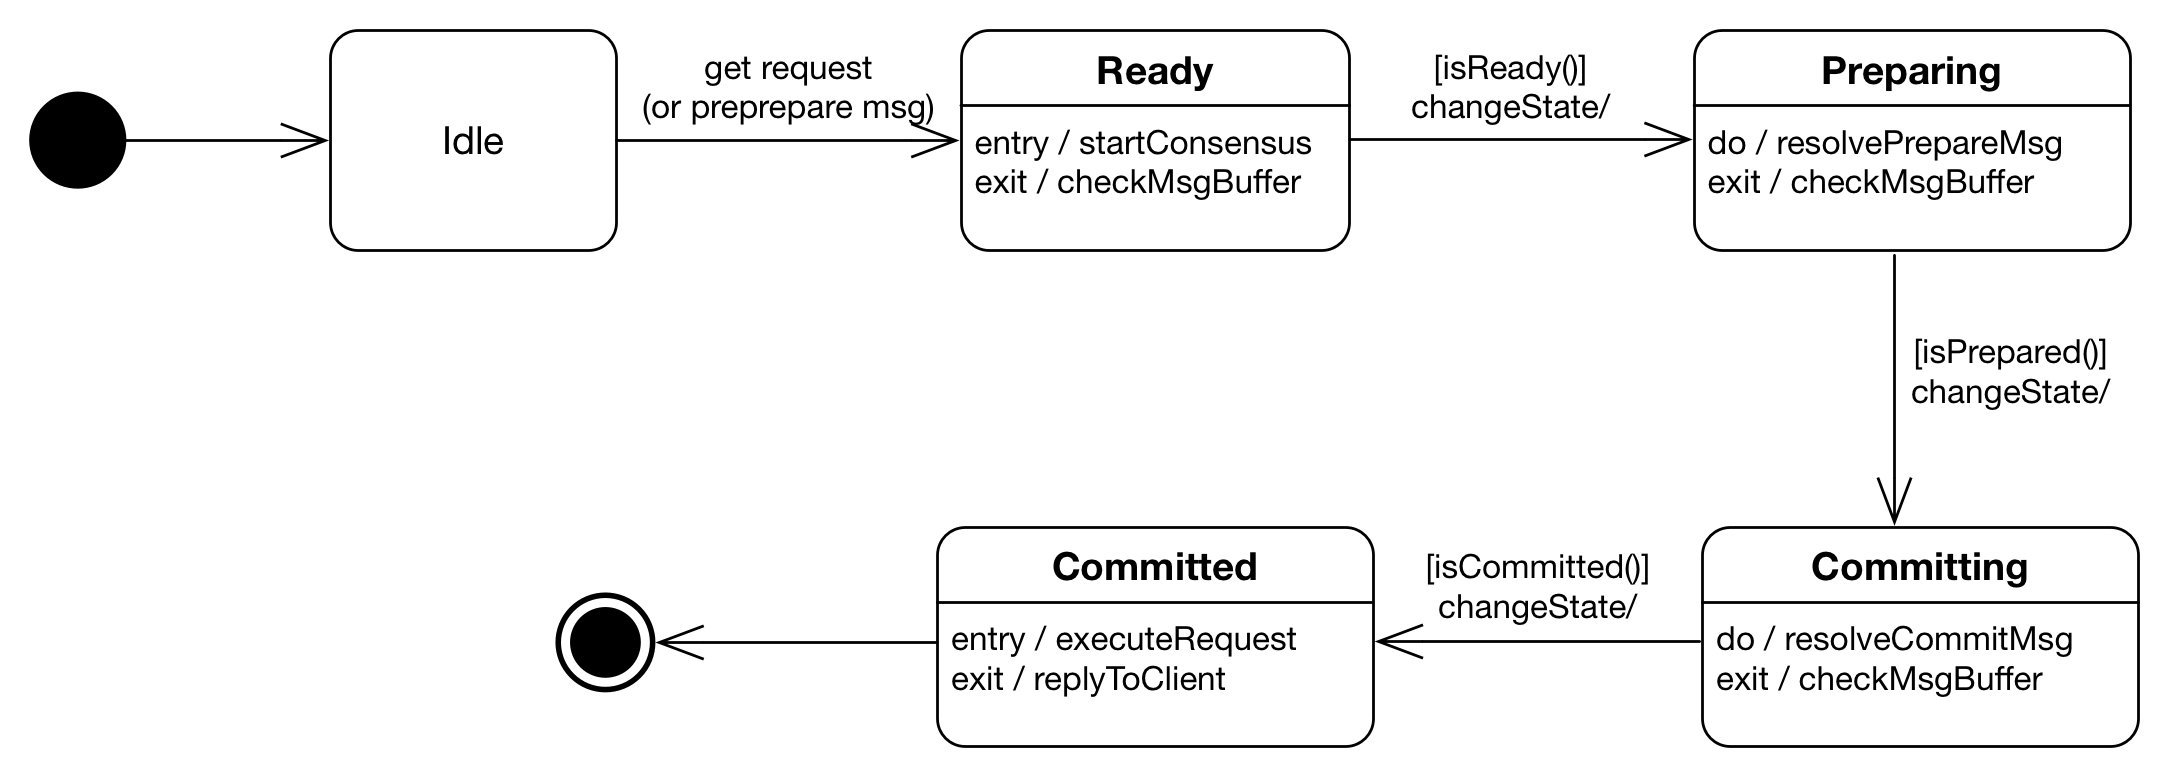 Idle
get request
(or preprepare msg)
Ready
entry / startConsensus
exit / checkMsgBuffer
[isReady()]
changeState/
Preparing
do / resolvePrepareMsg
exit / checkMsgBuffer
[isPrepared()]
changeState/
Committing
do / resolveCommitMsg
exit / checkMsgBuffer
[isCommitted()]
changeState/
Committed
entry / executeRequest
exit / replyToClient